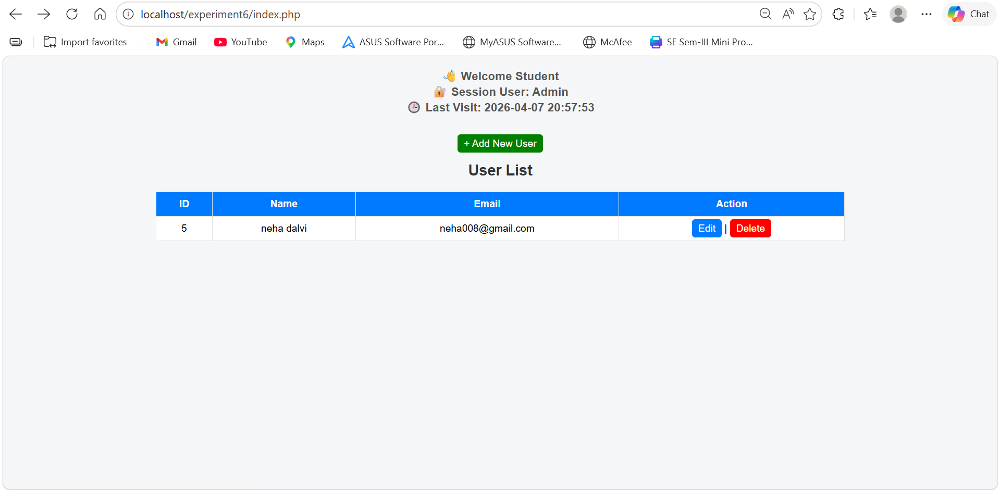 localhost/experiment6/index.php
Chat
Import favorites
Gmail
YouTube
Maps
ASUS Software Por...
MyASUS Software...
McAfee
SE Sem-III Mini Pro...
👋 Welcome Student
🔐 Session User: Admin
🕒 Last Visit: 2026-04-07 20:57:53
+ Add New User
User List
ID Name Email Action
5 neha dalvi neha008@gmail.com Edit | Delete